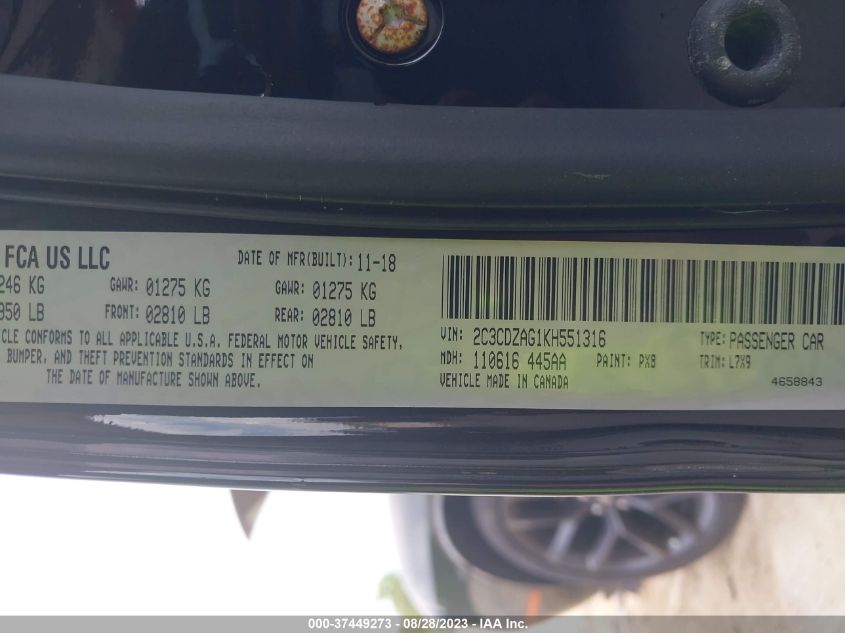 FCA US LLC DATE OF MFR(BUILT): 11-18
246 KG GAWR: 01275 KG GAWR: 01275 KG
950 LB FRONT: 02810 LB REAR: 02810 LB
ICLE CONFORMS TO ALL APPLICABLE U.S.A. FEDERAL MOTOR VEHICLE SAFETY,
BUMPER, AND THEFT PREVENTION STANDARDS IN EFFECT ON
THE DATE OF MANUFACTURE SHOWN ABOVE.
VIN: 2C3CDZAG1KH551316 TYPE: PASSENGER CAR
MDH: 110616 445AA PAINT: PX8 TRIM: L7X9
VEHICLE MADE IN CANADA 4658843
000-37449273 - 08/28/2023 - IAA Inc.